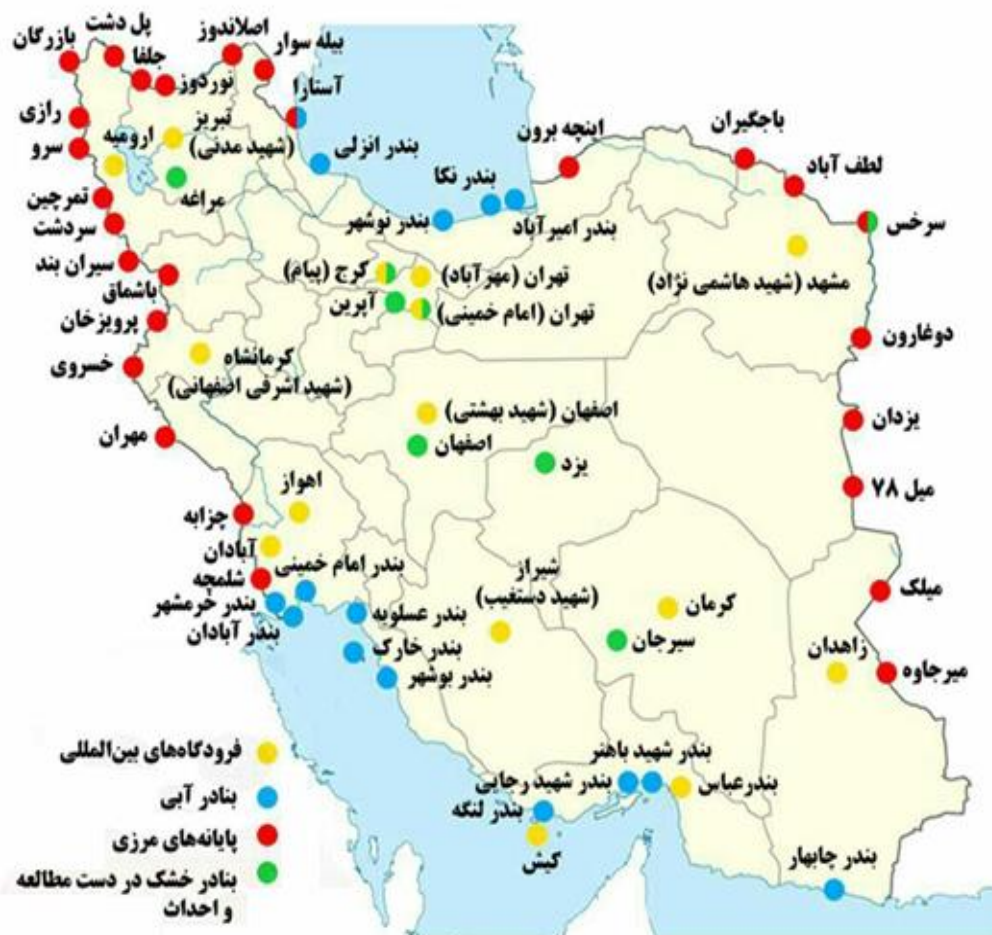 پل دشت
اصلاندوز
بیله سوار
بازرگان
جلفا
نوردوز
آستارا
رازی
ارومیه
تبریز
(شهید مدنی)
سرو
مراغه
تمرچین
سردشت
سیران بند
باشماق
پرویزخان
خسروی
مهران
بندر انزلی
بندر نکا
بندر نوشهر
بندر امیرآباد
اینچه برون
باجگیران
لطف آباد
سرخس
مشهد (شهید هاشمی نژاد)
دوغارون
کرج (پیام)
تهران (مهرآباد)
آپرین
تهران (امام خمینی)
کرمانشاه
(شهید اشرفی اصفهانی)
اصفهان (شهید بهشتی)
اصفهان
یزد
یزدان
میل ۷۸
میلک
میرجاوه
زاهدان
اهواز
چزابه
آبادان
شلمچه
بندر امام خمینی
بندر خرمشهر
بندر آبادان
بندر عسلویه
بندر خارک
بندر بوشهر
شیراز
(شهید دستغیب)
کرمان
سیرجان
بندر شهید باهنر
بندر شهید رجایی
بندرعباس
بندر لنگه
کیش
بندر چابهار
فرودگاه‌های بین‌المللی
بنادر آبی
پایانه‌های مرزی
بنادر خشک در دست مطالعه
و احداث